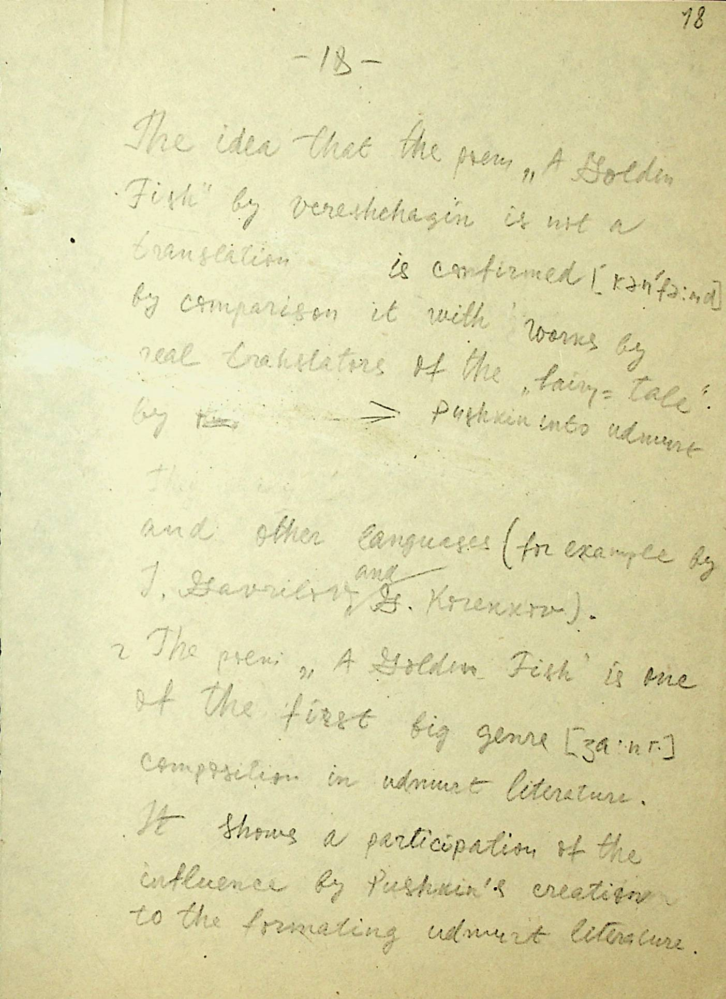 18
- 18 -
The idea that the poem „A Golden
Fish" by Vereshchagin is not a
translation is confirmed [kən'fə:md]
by comparison it with works by
real translators of the „fairy= tale".
by → Pushkin into udmurt
and other languages (for example by
I. Gavrilov, and G. Korenkov).
2 The poem „A Golden Fish" is one
of the first big genre [ʒa:nr.]
composition in udmurt literature.
It shows a participation of the
influence by Pushkin's creation
to the formating udmurt literature.